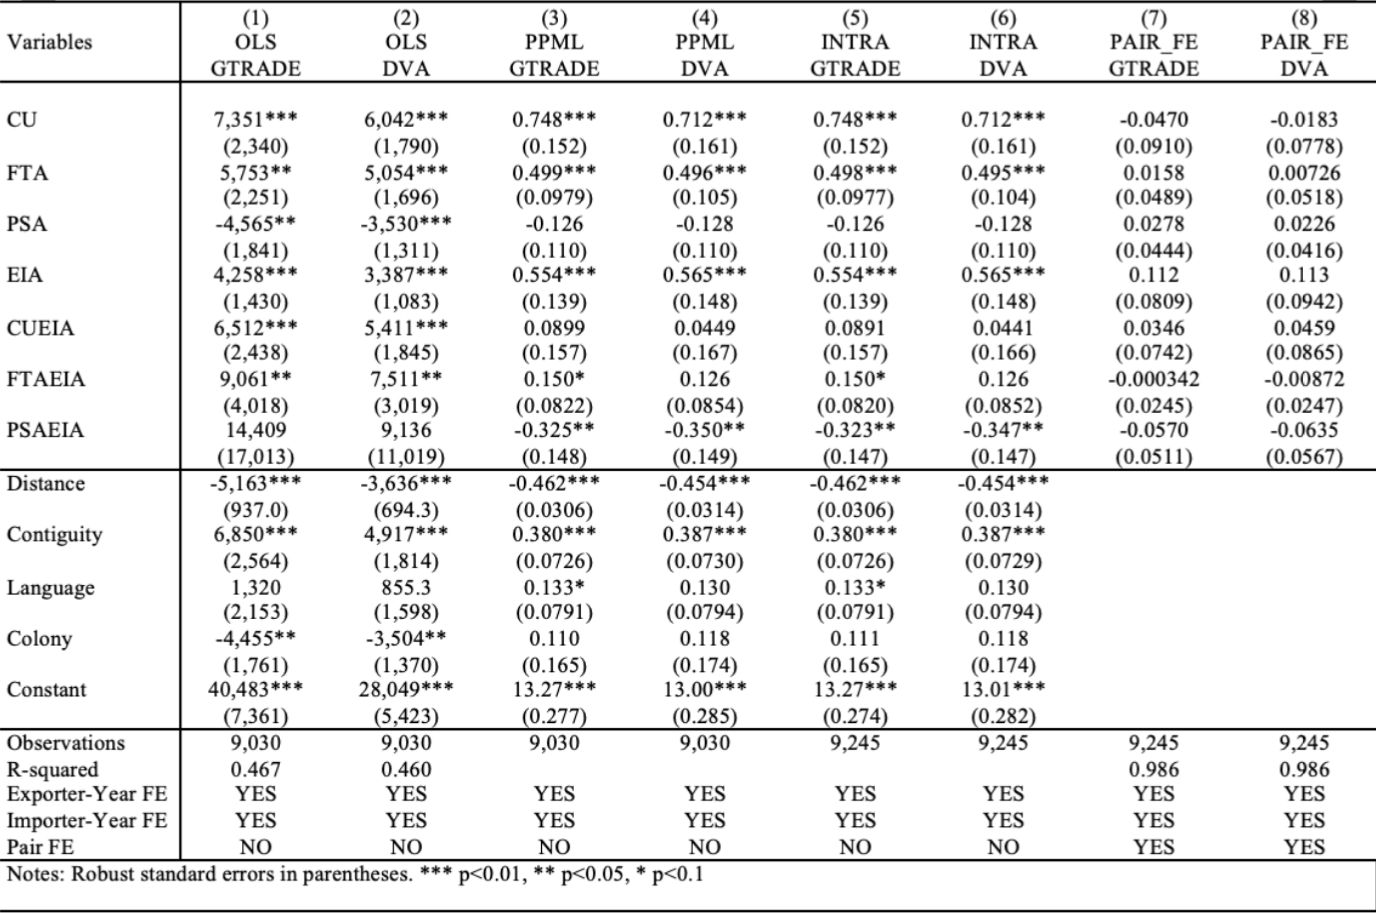 (1) (2) (3) (4) (5) (6) (7) (8)
Variables OLS OLS PPML PPML INTRA INTRA PAIR_FE PAIR_FE
GTRADE DVA GTRADE DVA GTRADE DVA GTRADE DVA
CU 7,351*** 6,042*** 0.748*** 0.712*** 0.748*** 0.712*** -0.0470 -0.0183
(2,340) (1,790) (0.152) (0.161) (0.152) (0.161) (0.0910) (0.0778)
FTA 5,753** 5,054*** 0.499*** 0.496*** 0.498*** 0.495*** 0.0158 0.00726
(2,251) (1,696) (0.0979) (0.105) (0.0977) (0.104) (0.0489) (0.0518)
PSA -4,565** -3,530*** -0.126 -0.128 -0.126 -0.128 0.0278 0.0226
(1,841) (1,311) (0.110) (0.110) (0.110) (0.110) (0.0444) (0.0416)
EIA 4,258*** 3,387*** 0.554*** 0.565*** 0.554*** 0.565*** 0.112 0.113
(1,430) (1,083) (0.139) (0.148) (0.139) (0.148) (0.0809) (0.0942)
CUEIA 6,512*** 5,411*** 0.0899 0.0449 0.0891 0.0441 0.0346 0.0459
(2,438) (1,845) (0.157) (0.167) (0.157) (0.166) (0.0742) (0.0865)
FTAEIA 9,061** 7,511** 0.150* 0.126 0.150* 0.126 -0.000342 -0.00872
(4,018) (3,019) (0.0822) (0.0854) (0.0820) (0.0852) (0.0245) (0.0247)
PSAEIA 14,409 9,136 -0.325** -0.350** -0.323** -0.347** -0.0570 -0.0635
(17,013) (11,019) (0.148) (0.149) (0.147) (0.147) (0.0511) (0.0567)
Distance -5,163*** -3,636*** -0.462*** -0.454*** -0.462*** -0.454***
(937.0) (694.3) (0.0306) (0.0314) (0.0306) (0.0314)
Contiguity 6,850*** 4,917*** 0.380*** 0.387*** 0.380*** 0.387***
(2,564) (1,814) (0.0726) (0.0730) (0.0726) (0.0729)
Language 1,320 855.3 0.133* 0.130 0.133* 0.130
(2,153) (1,598) (0.0791) (0.0794) (0.0791) (0.0794)
Colony -4,455** -3,504** 0.110 0.118 0.111 0.118
(1,761) (1,370) (0.165) (0.174) (0.165) (0.174)
Constant 40,483*** 28,049*** 13.27*** 13.00*** 13.27*** 13.01***
(7,361) (5,423) (0.277) (0.285) (0.274) (0.282)
Observations 9,030 9,030 9,030 9,030 9,245 9,245 9,245 9,245
R-squared 0.467 0.460 0.986 0.986
Exporter-Year FE YES YES YES YES YES YES YES YES
Importer-Year FE YES YES YES YES YES YES YES YES
Pair FE NO NO NO NO NO NO YES YES
Notes: Robust standard errors in parentheses. *** p<0.01, ** p<0.05, * p<0.1